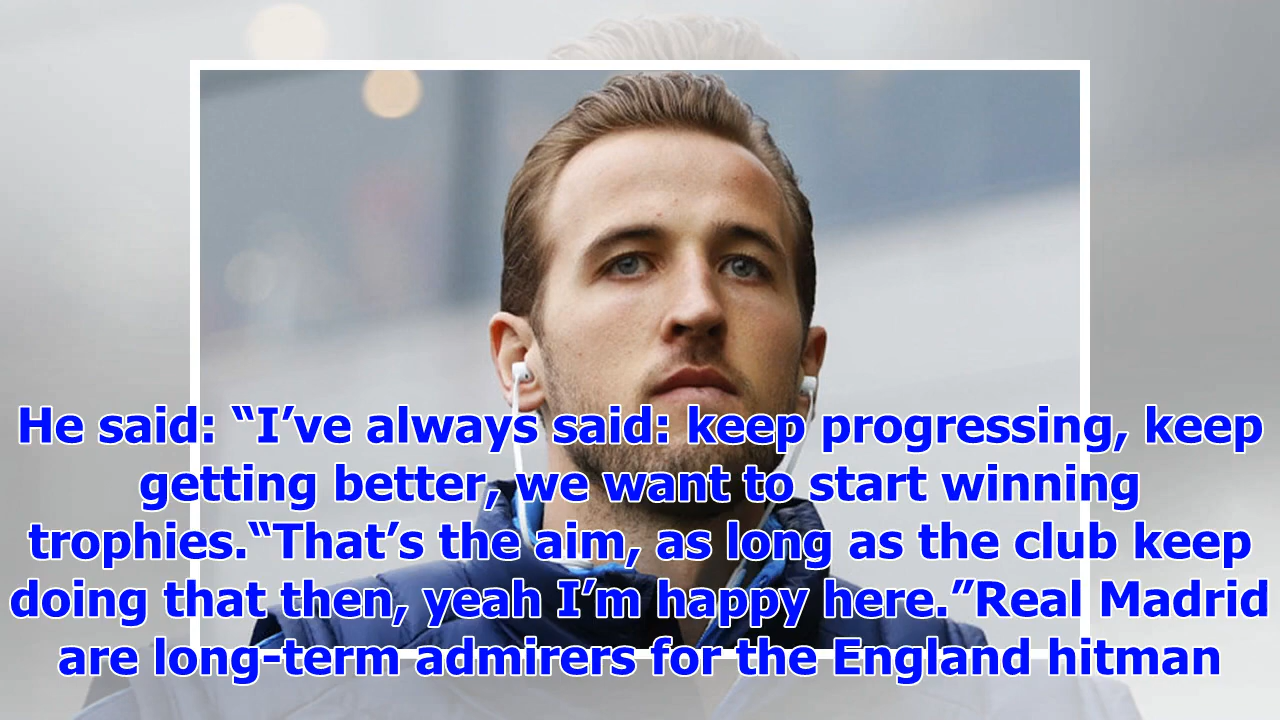 He said: “I’ve always said: keep progressing, keep
getting better, we want to start winning
trophies.“That’s the aim, as long as the club keep
doing that then, yeah I’m happy here.”Real Madrid
are long-term admirers for the England hitman